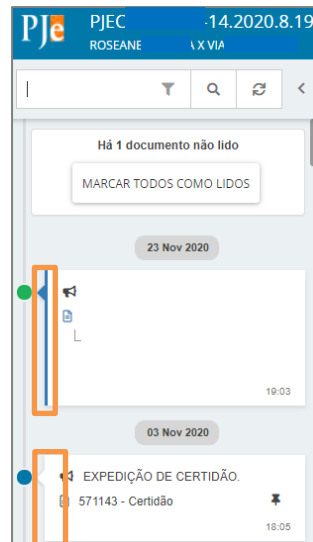 PJe PJEC -14.2020.8.19
ROSEANE X VIA
Há 1 documento não lido
MARCAR TODOS COMO LIDOS
23 Nov 2020
19:03
03 Nov 2020
EXPEDIÇÃO DE CERTIDÃO.
571143 - Certidão
18:05